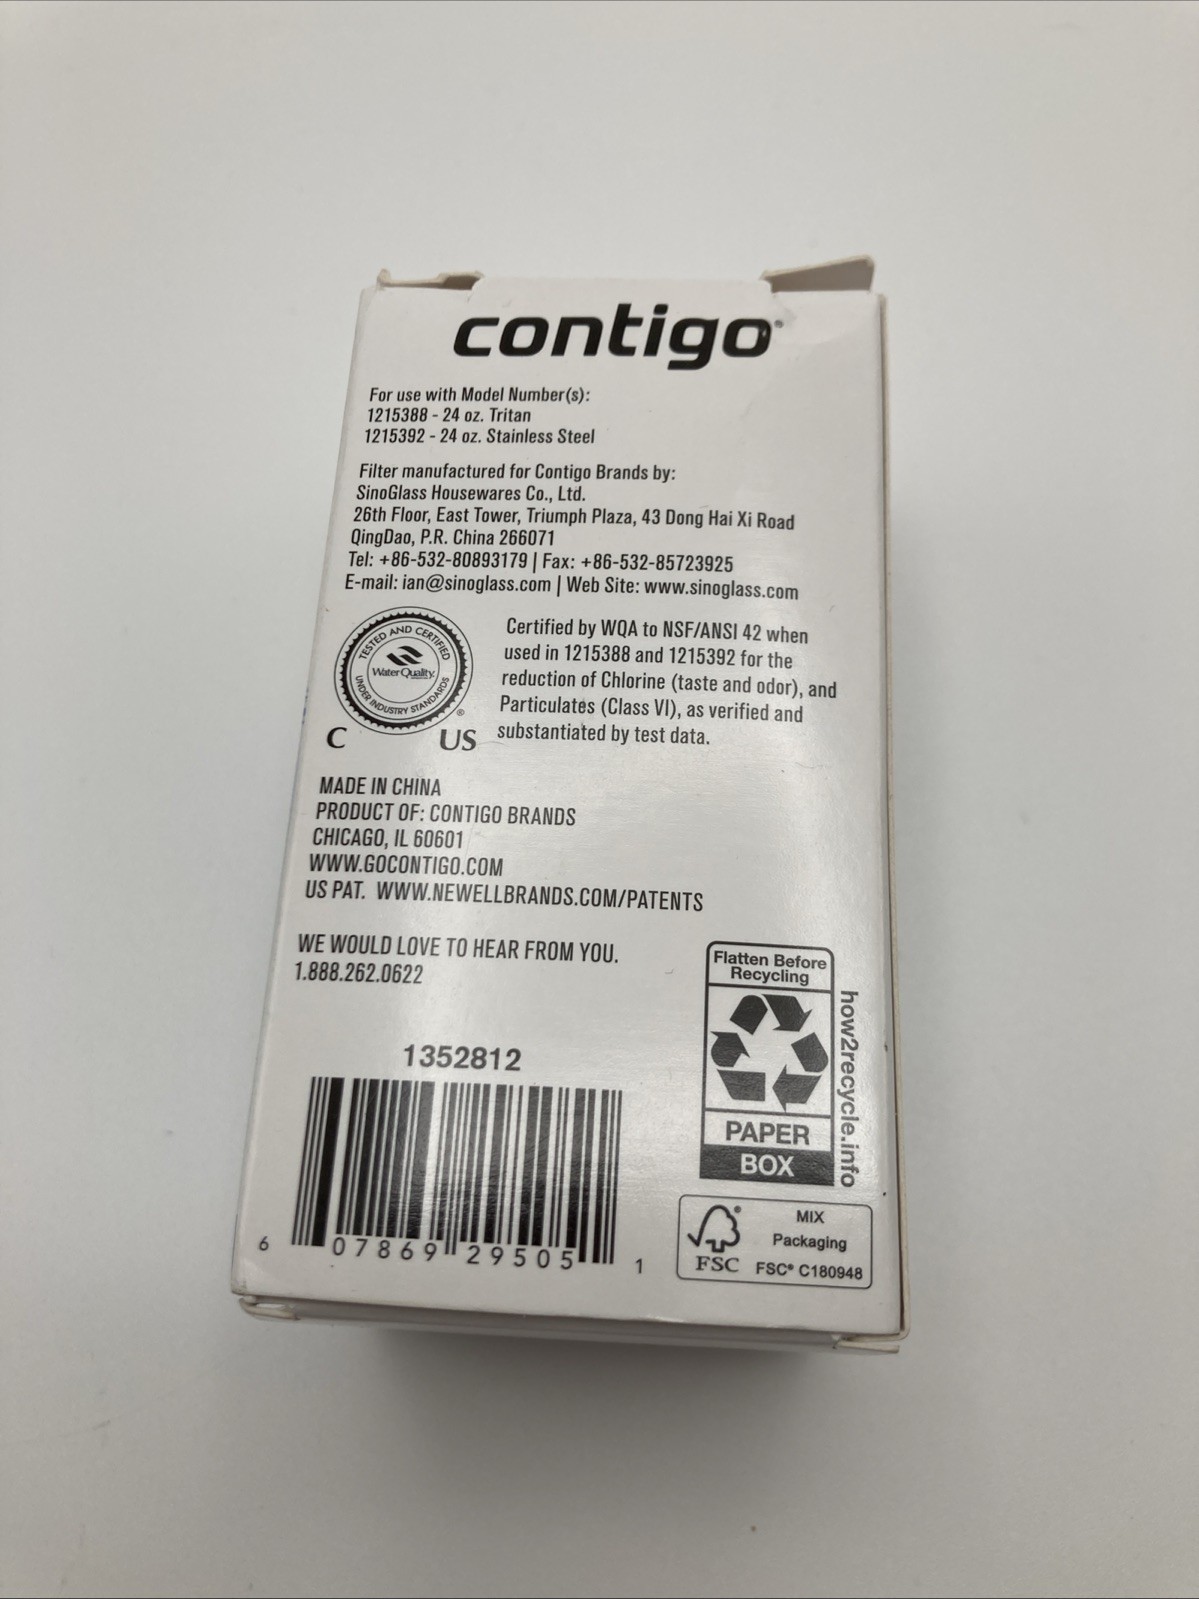 contigo®
For use with Model Number(s):
1215388 - 24 oz. Tritan
1215392 - 24 oz. Stainless Steel
Filter manufactured for Contigo Brands by:
SinoGlass Housewares Co., Ltd.
26th Floor, East Tower, Triumph Plaza, 43 Dong Hai Xi Road
QingDao, P.R. China 266071
Tel: +86-532-80893179 | Fax: +86-532-85723925
E-mail: ian@sinoglass.com | Web Site: www.sinoglass.com
TESTED AND CERTIFIED
Water Quality
UNDER INDUSTRY STANDARDS
®
C US
Certified by WQA to NSF/ANSI 42 when
used in 1215388 and 1215392 for the
reduction of Chlorine (taste and odor), and
Particulates (Class VI), as verified and
substantiated by test data.
MADE IN CHINA
PRODUCT OF: CONTIGO BRANDS
CHICAGO, IL 60601
WWW.GOCONTIGO.COM
US PAT. WWW.NEWELLBRANDS.COM/PATENTS
WE WOULD LOVE TO HEAR FROM YOU.
1.888.262.0622
1352812
6 07869 29505 1
Flatten Before
Recycling
PAPER
BOX
how2recycle.info
FSC
MIX
Packaging
FSC® C180948